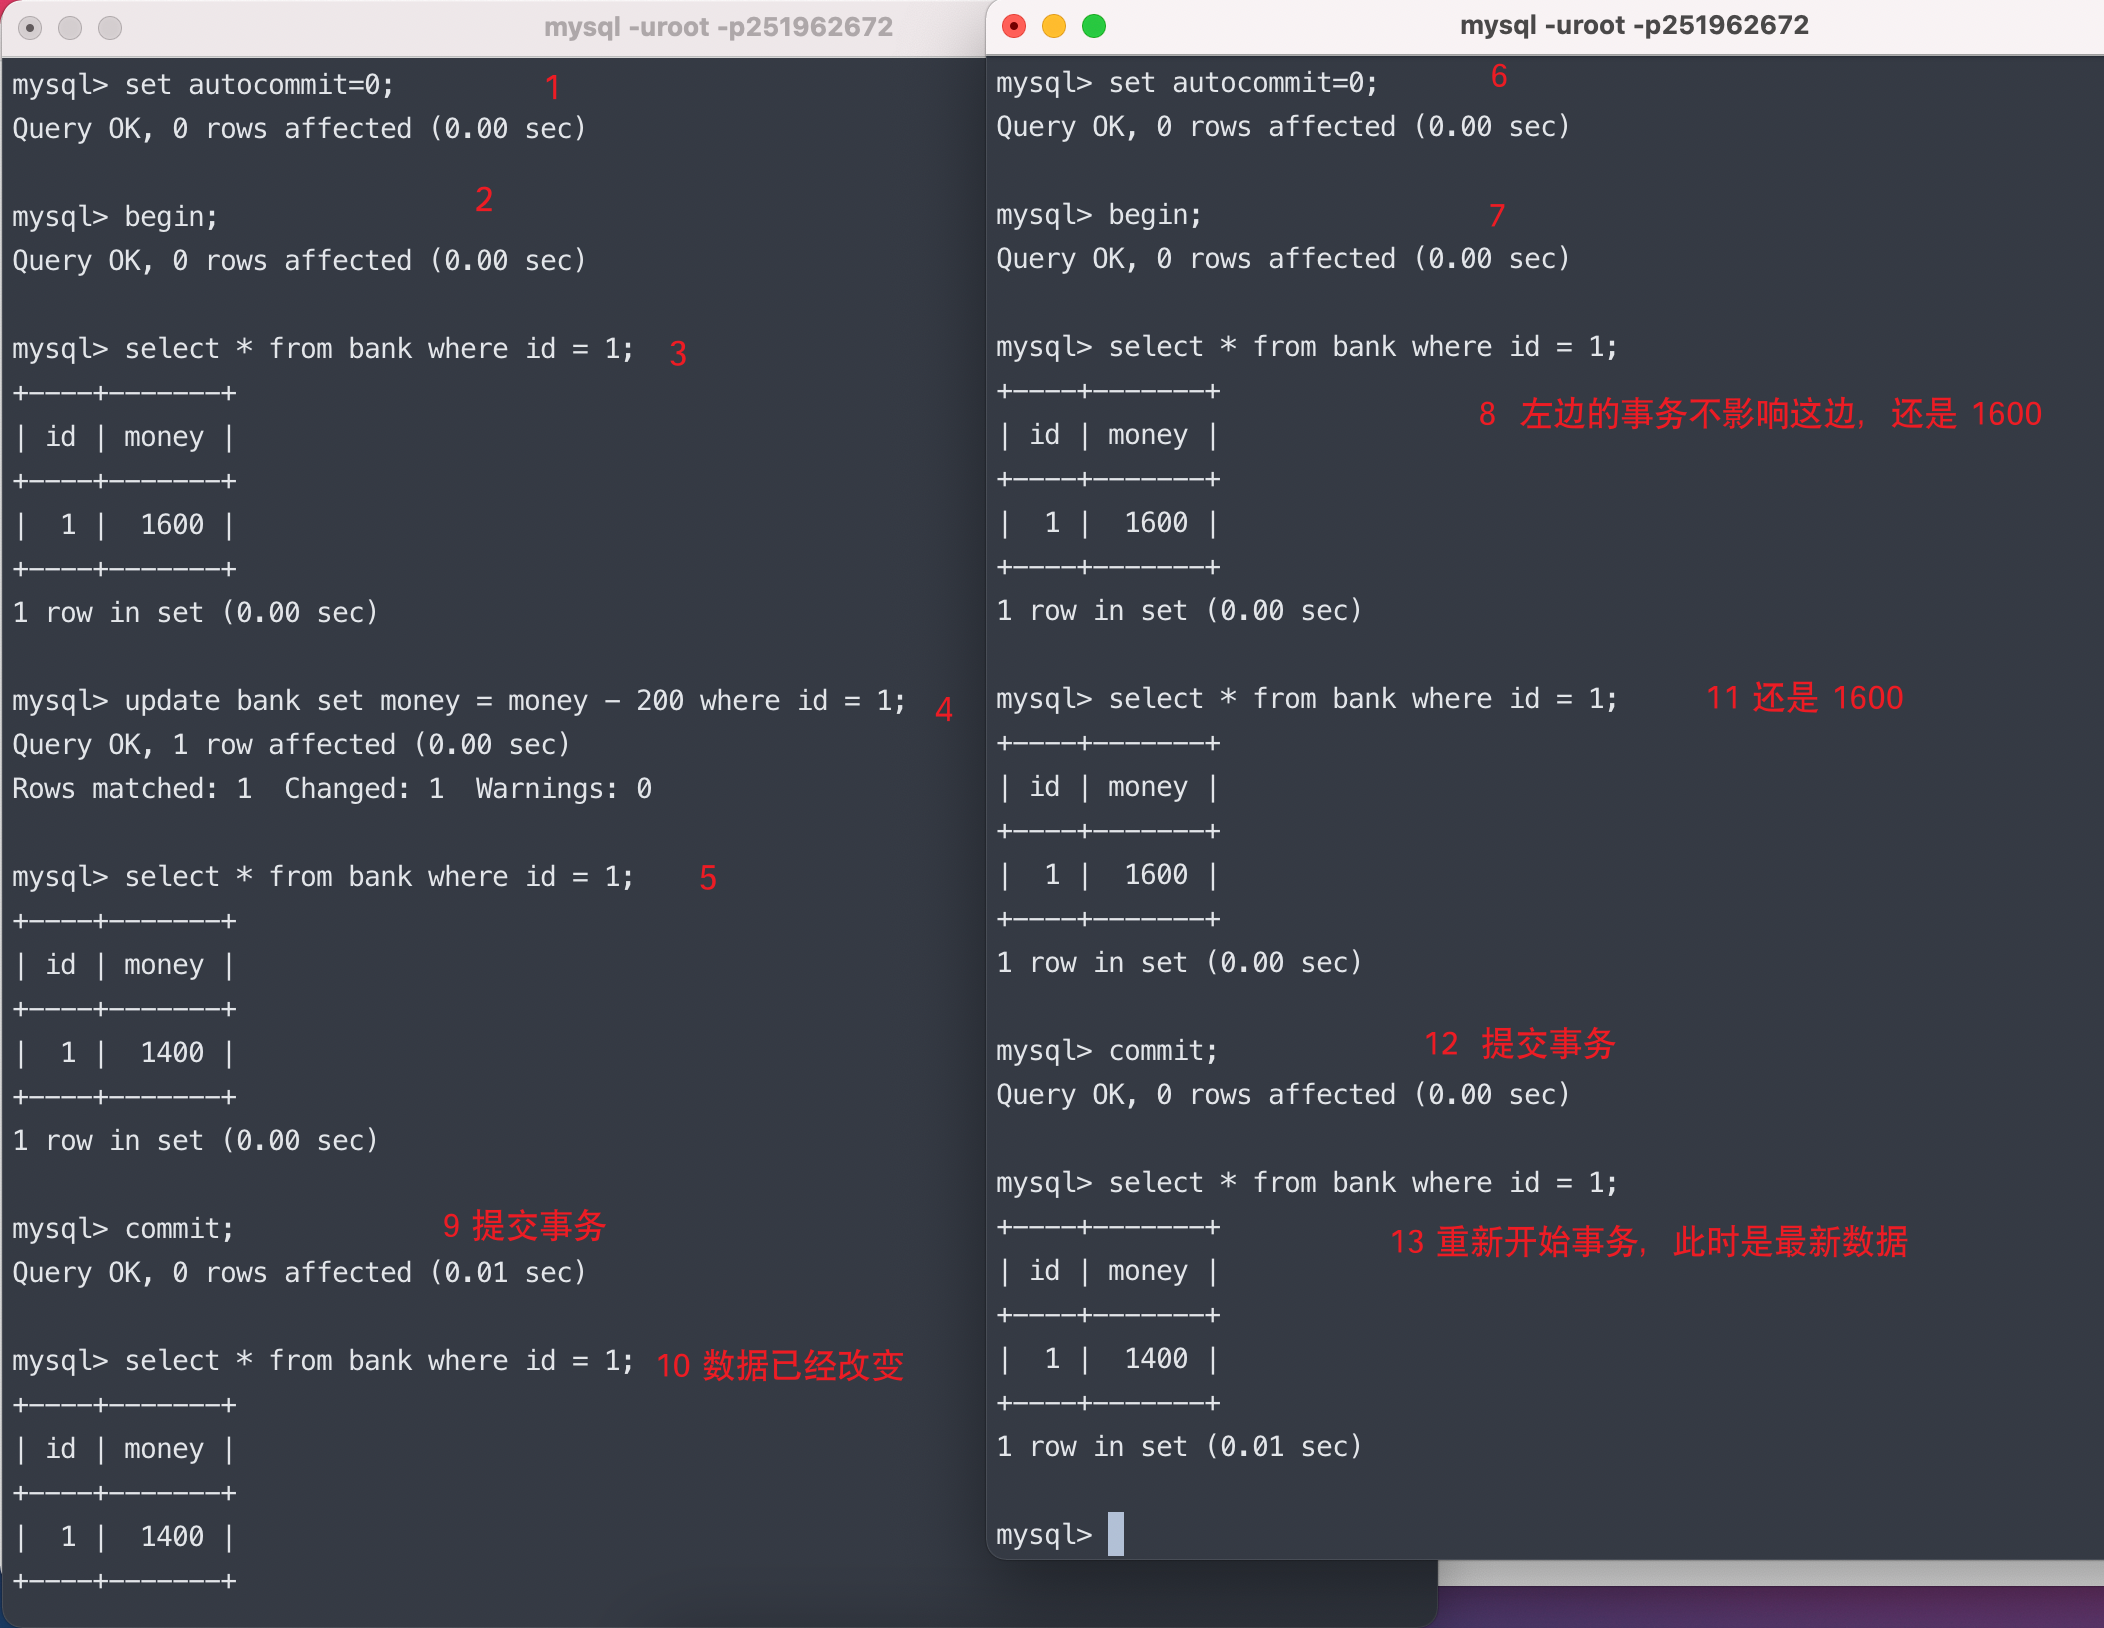 mysql -uroot -p251962672
mysql> set autocommit=0; 1
Query OK, 0 rows affected (0.00 sec)
mysql> begin; 2
Query OK, 0 rows affected (0.00 sec)
mysql> select * from bank where id = 1; 3
+----+-------+
| id | money |
+----+-------+
|  1 |  1600 |
+----+-------+
1 row in set (0.00 sec)
mysql> update bank set money = money - 200 where id = 1; 4
Query OK, 1 row affected (0.00 sec)
Rows matched: 1  Changed: 1  Warnings: 0
mysql> select * from bank where id = 1; 5
+----+-------+
| id | money |
+----+-------+
|  1 |  1400 |
+----+-------+
1 row in set (0.00 sec)
mysql> commit; 9 提交事务
Query OK, 0 rows affected (0.01 sec)
mysql> select * from bank where id = 1; 10 数据已经改变
+----+-------+
| id | money |
+----+-------+
|  1 |  1400 |
+----+-------+
mysql -uroot -p251962672
mysql> set autocommit=0; 6
Query OK, 0 rows affected (0.00 sec)
mysql> begin; 7
Query OK, 0 rows affected (0.00 sec)
mysql> select * from bank where id = 1;
+----+-------+
8 左边的事务不影响这边，还是 1600
| id | money |
+----+-------+
|  1 |  1600 |
+----+-------+
1 row in set (0.00 sec)
mysql> select * from bank where id = 1; 11 还是 1600
+----+-------+
| id | money |
+----+-------+
|  1 |  1600 |
+----+-------+
1 row in set (0.00 sec)
mysql> commit; 12 提交事务
Query OK, 0 rows affected (0.00 sec)
mysql> select * from bank where id = 1;
+----+-------+
13 重新开始事务，此时是最新数据
| id | money |
+----+-------+
|  1 |  1400 |
+----+-------+
1 row in set (0.01 sec)
mysql>